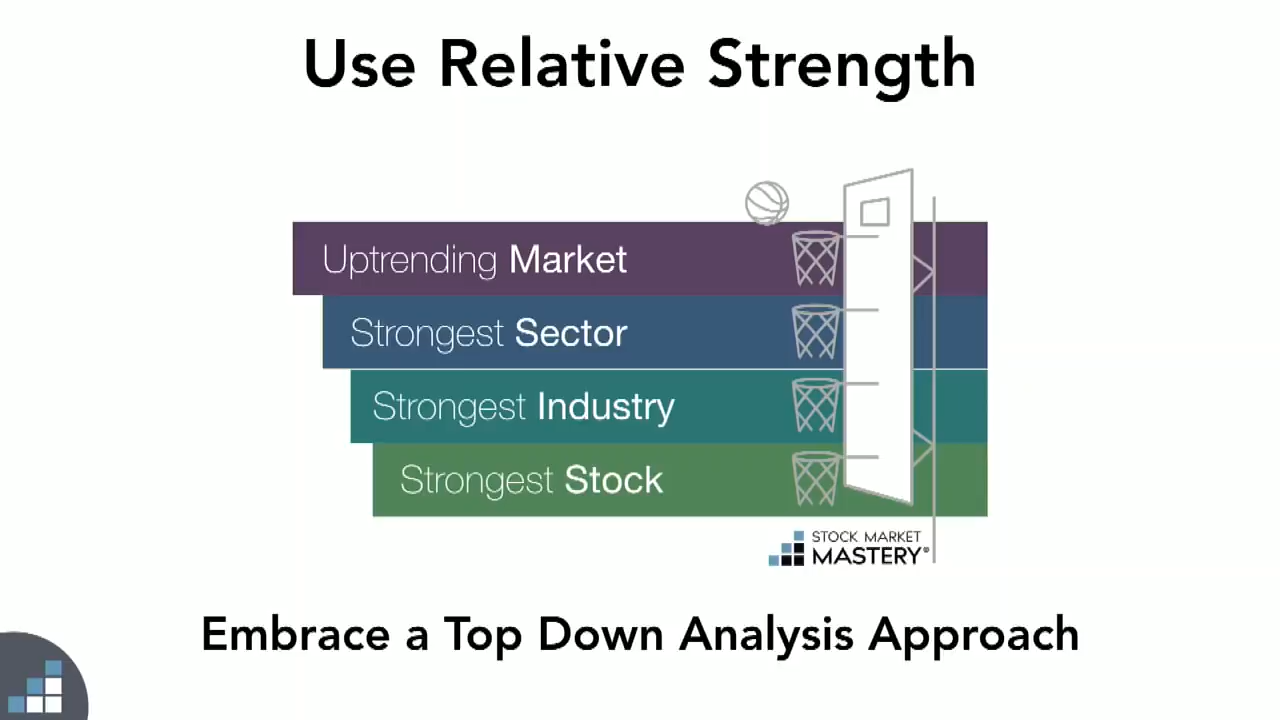 Use Relative Strength
Uptrending Market
Strongest Sector
Strongest Industry
Strongest Stock
STOCK MARKET
MASTERY®
Embrace a Top Down Analysis Approach